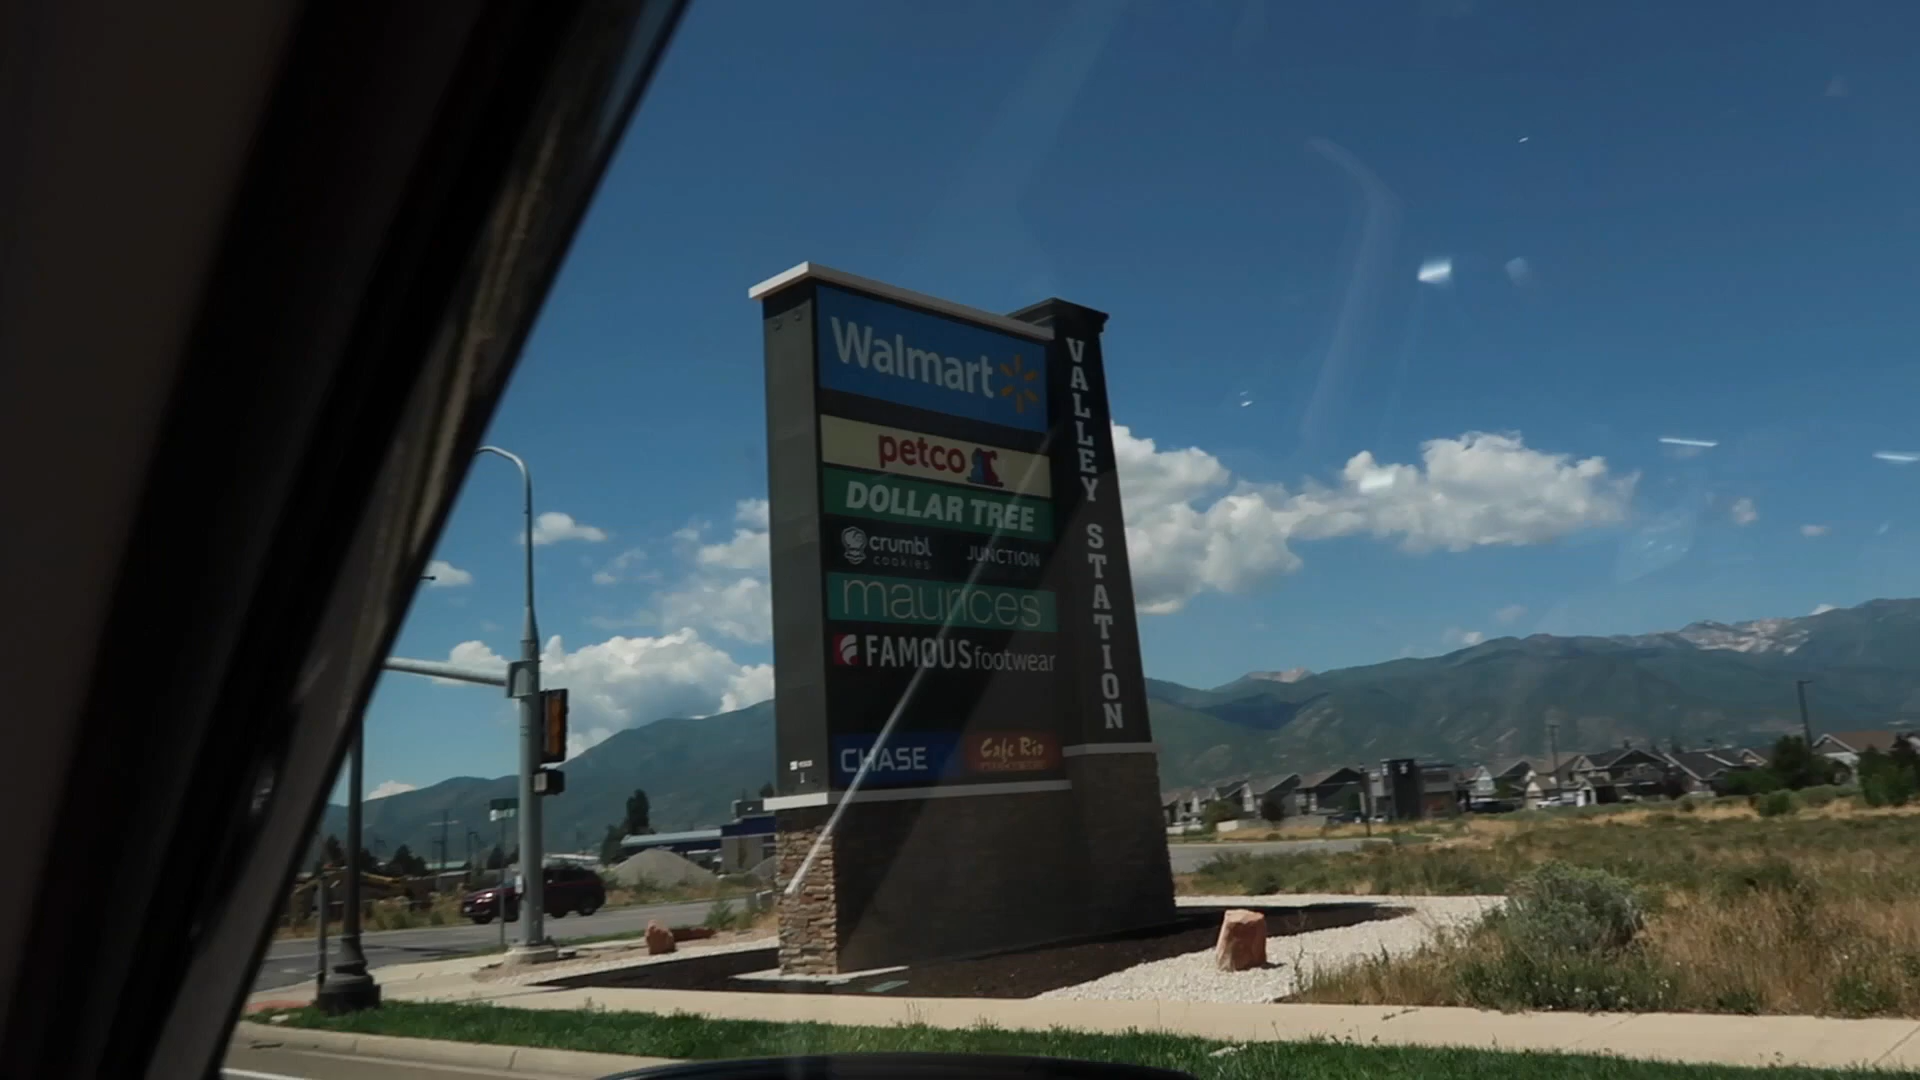 Walmart
petco
DOLLAR TREE
crumbl
cookies
JUNCTION
maurices
FAMOUS footwear
CHASE
Cafe Rio
VALLEY STATION